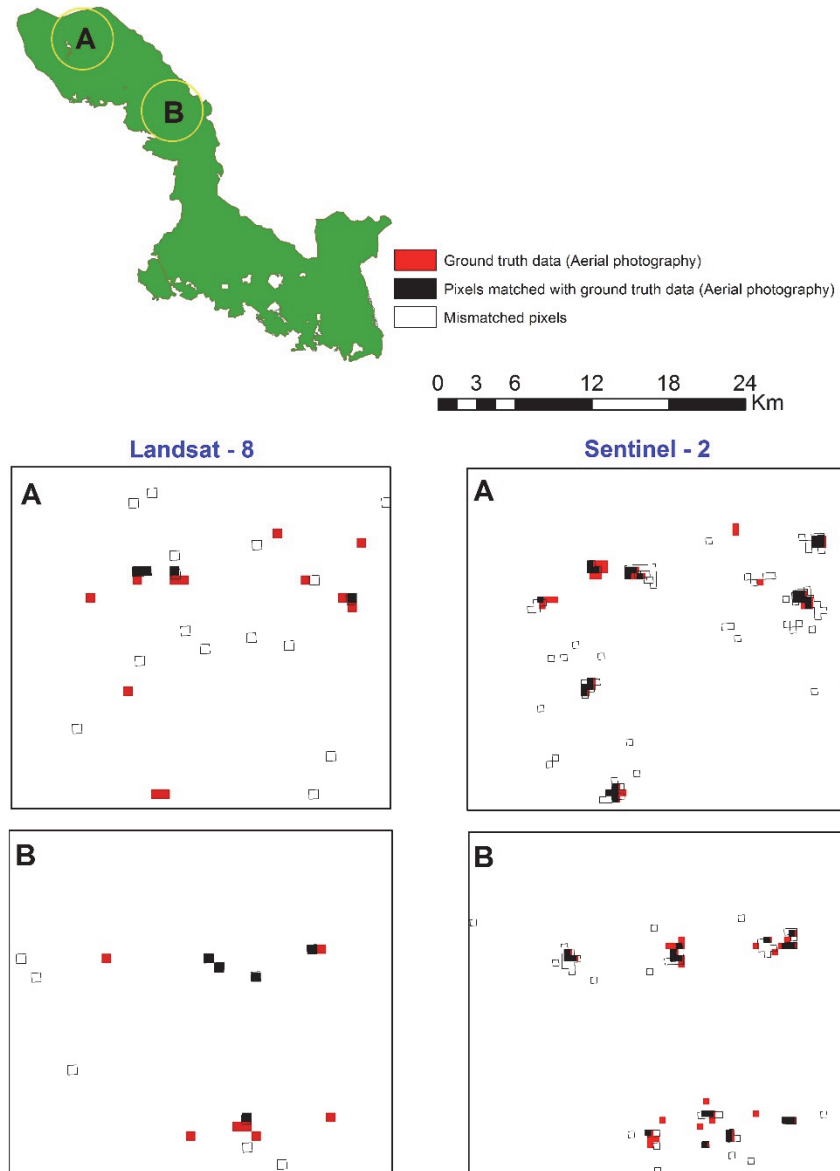 A
B
Ground truth data (Aerial photography)
Pixels matched with ground truth data (Aerial photography)
Mismatched pixels
0 3 6 12 18 24
Km
Landsat - 8
Sentinel - 2
A
A
B
B